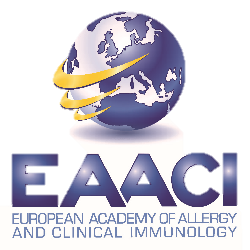 EAACI
EUROPEAN ACADEMY OF ALLERGY
AND CLINICAL IMMUNOLOGY